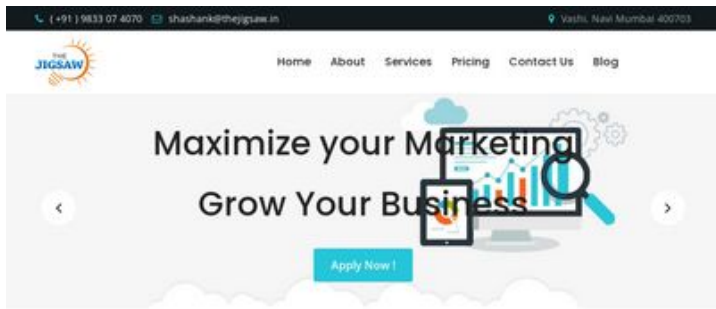 ( +91 ) 9833 07 4070 shashank@thejigsaw.in Vashi, Navi Mumbai 400703
THE
JIGSAW
Home About Services Pricing Contact Us Blog
Maximize your Marketing
Grow Your Business
Apply Now !